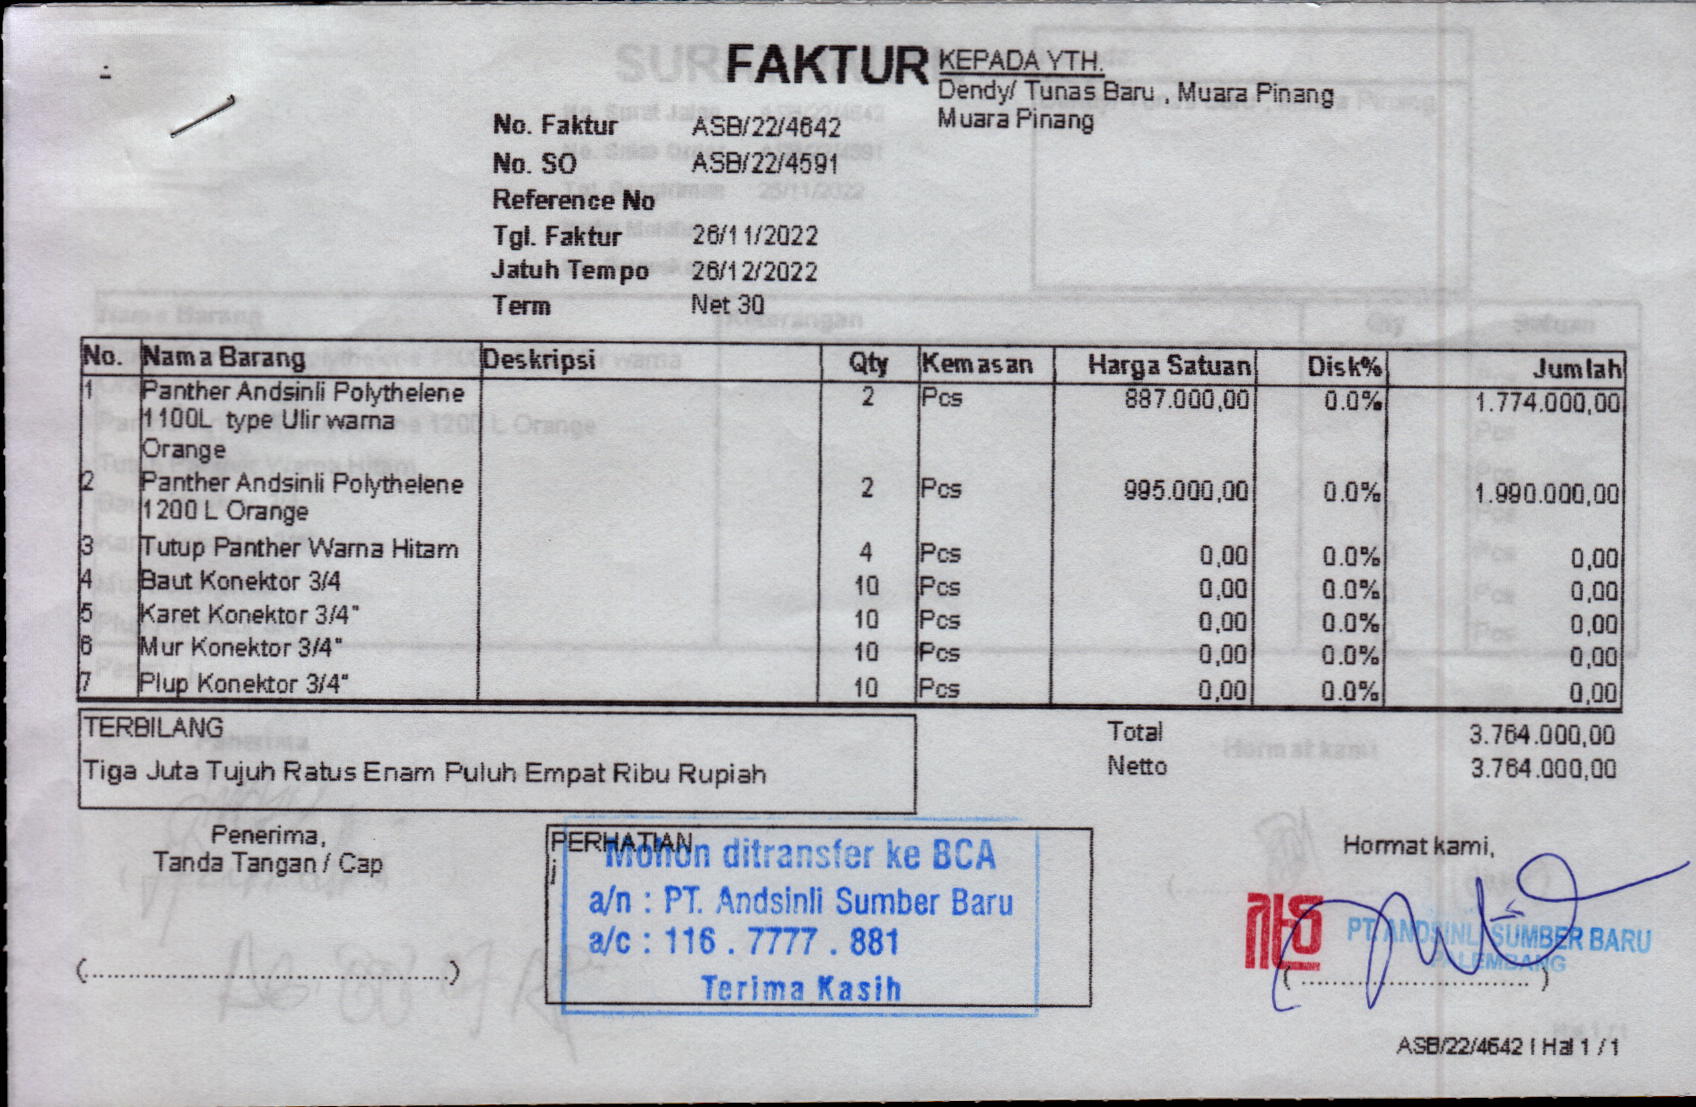 FAKTUR
KEPADA YTH.
Dendy/ Tunas Baru , Muara Pinang
Muara Pinang
No. Faktur ASB/22/4642
No. SO ASB/22/4591
Reference No
Tgl. Faktur 26/11/2022
Jatuh Tempo 26/12/2022
Term Net 30
No. Nama Barang Deskripsi Qty Kemasan Harga Satuan Disk% Jumlah
1 Panther Andsinli Polythelene 2 Pcs 887.000,00 0.0% 1.774.000,00
1100L type Ulir warna
Orange
2 Panther Andsinli Polythelene 2 Pcs 995.000,00 0.0% 1.990.000,00
1200 L Orange
3 Tutup Panther Warna Hitam 4 Pcs 0,00 0.0% 0,00
4 Baut Konektor 3/4 10 Pcs 0,00 0.0% 0,00
5 Karet Konektor 3/4" 10 Pcs 0,00 0.0% 0,00
6 Mur Konektor 3/4" 10 Pcs 0,00 0.0% 0,00
7 Plup Konektor 3/4" 10 Pcs 0,00 0.0% 0,00
TERBILANG
Tiga Juta Tujuh Ratus Enam Puluh Empat Ribu Rupiah
Total 3.764.000,00
Netto 3.764.000,00
Penerima,
Tanda Tangan / Cap
(..........................................)
PERHATIAN
j
Mohon ditransfer ke BCA
a/n : PT. Andsinli Sumber Baru
a/c : 116 . 7777 . 881
Terima Kasih
Hormat kami,
PT. ANDSINLI SUMBER BARU
PALEMBANG
(..............................)
ASB/22/4642 | Hal 1 / 1